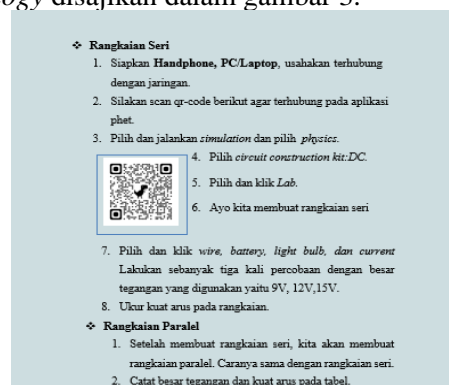 ogy disajikan dalam gambar 3.
❖ Rangkaian Seri
1. Siapkan Handphone, PC/Laptop, usahakan terhubung
dengan jaringan.
2. Silakan scan qr-code berikut agar terhubung pada aplikasi
phet.
3. Pilih dan jalankan simulation dan pilih physics.
4. Pilih circuit construction kit:DC.
5. Pilih dan klik Lab.
6. Ayo kita membuat rangkaian seri
7. Pilih dan klik wire, battery, light bulb, dan current
Lakukan sebanyak tiga kali percobaan dengan besar
tegangan yang digunakan yaitu 9V, 12V,15V.
8. Ukur kuat arus pada rangkaian.
❖ Rangkaian Paralel
1. Setelah membuat rangkaian seri, kita akan membuat
rangkaian paralel. Caranya sama dengan rangkaian seri.
2. Catat besar tegangan dan kuat arus pada tabel.